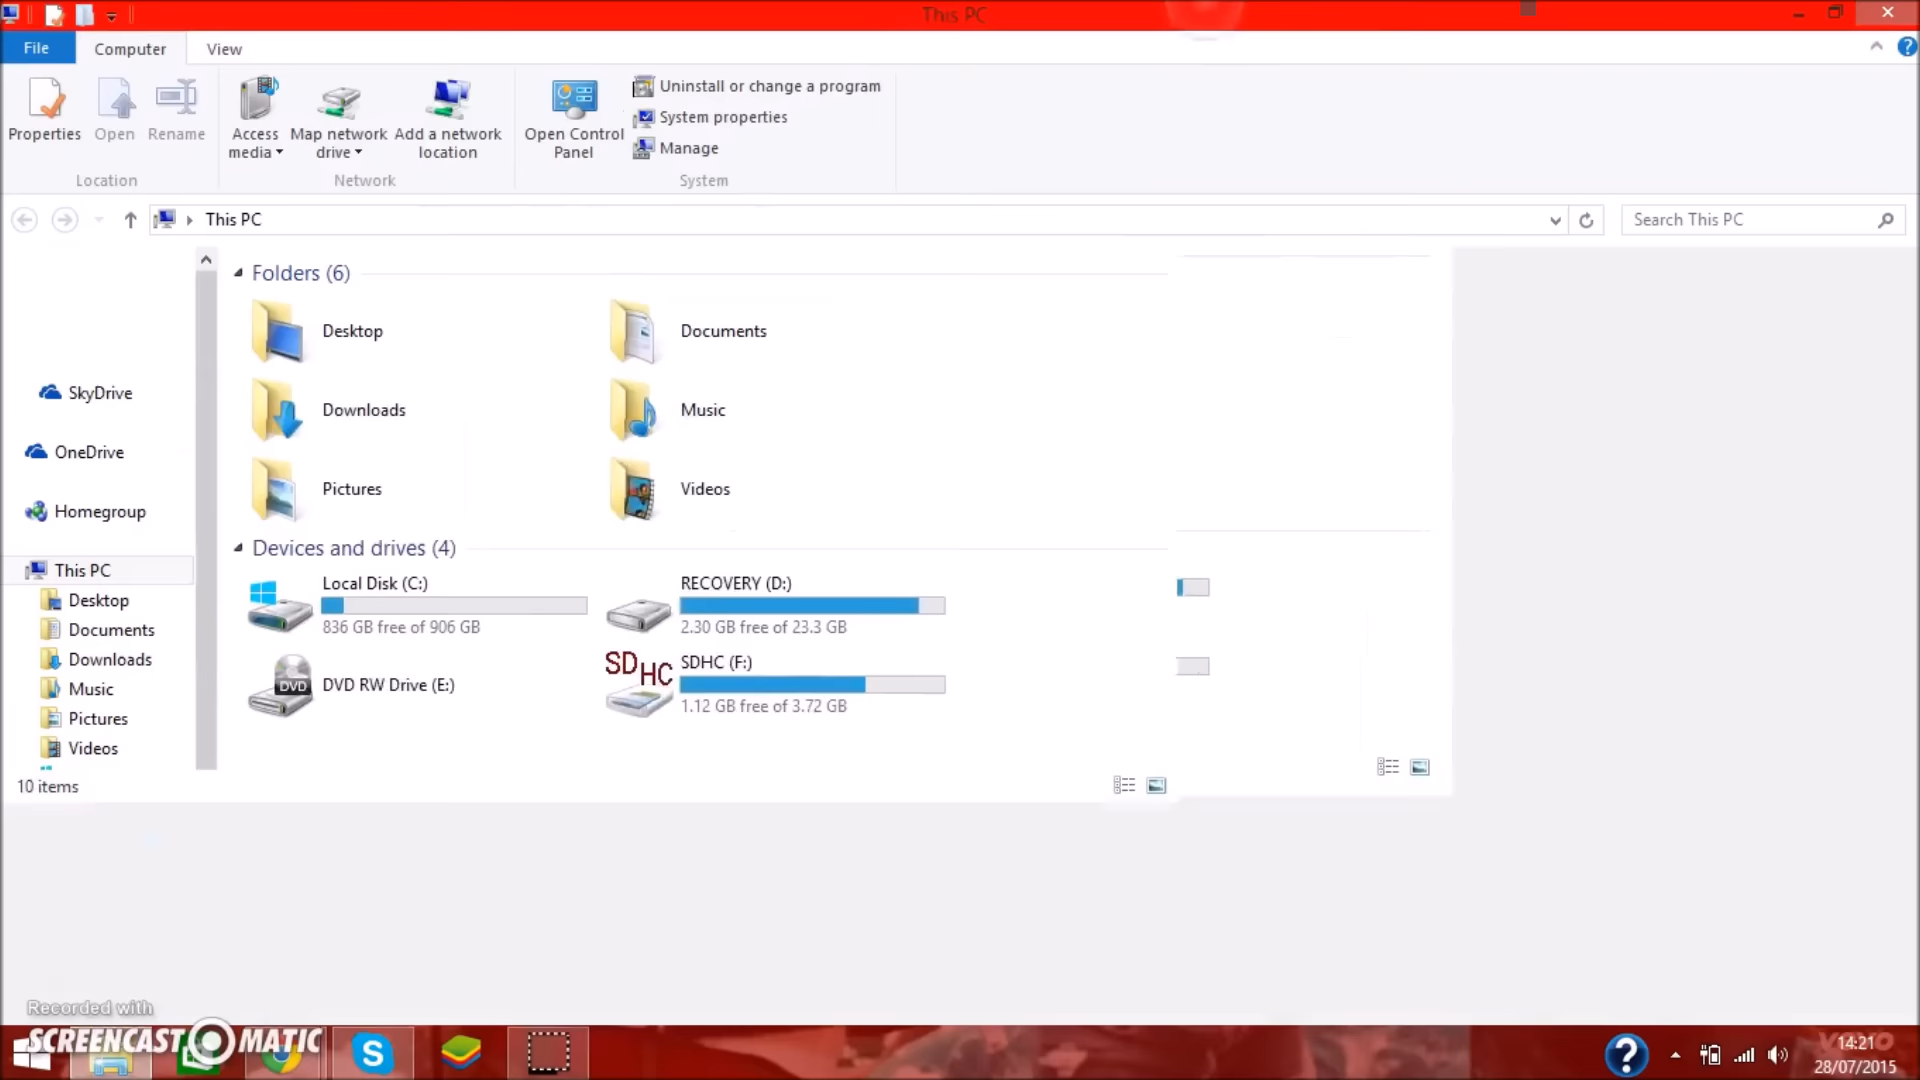 This PC
File Computer View
Properties Open Rename
Access media
Map network drive
Add a network location
Open Control Panel
Uninstall or change a program
System properties
Manage
Location Network System
This PC
Search This PC
SkyDrive
OneDrive
Homegroup
This PC
Desktop
Documents
Downloads
Music
Pictures
Videos
Folders (6)
Desktop Documents
Downloads Music
Pictures Videos
Devices and drives (4)
Local Disk (C:)
836 GB free of 906 GB
RECOVERY (D:)
2.30 GB free of 23.3 GB
DVD
DVD RW Drive (E:)
SDHC
SDHC (F:)
1.12 GB free of 3.72 GB
10 items
Recorded with
SCREENCAST MATIC
S
?
14:21
28/07/2015